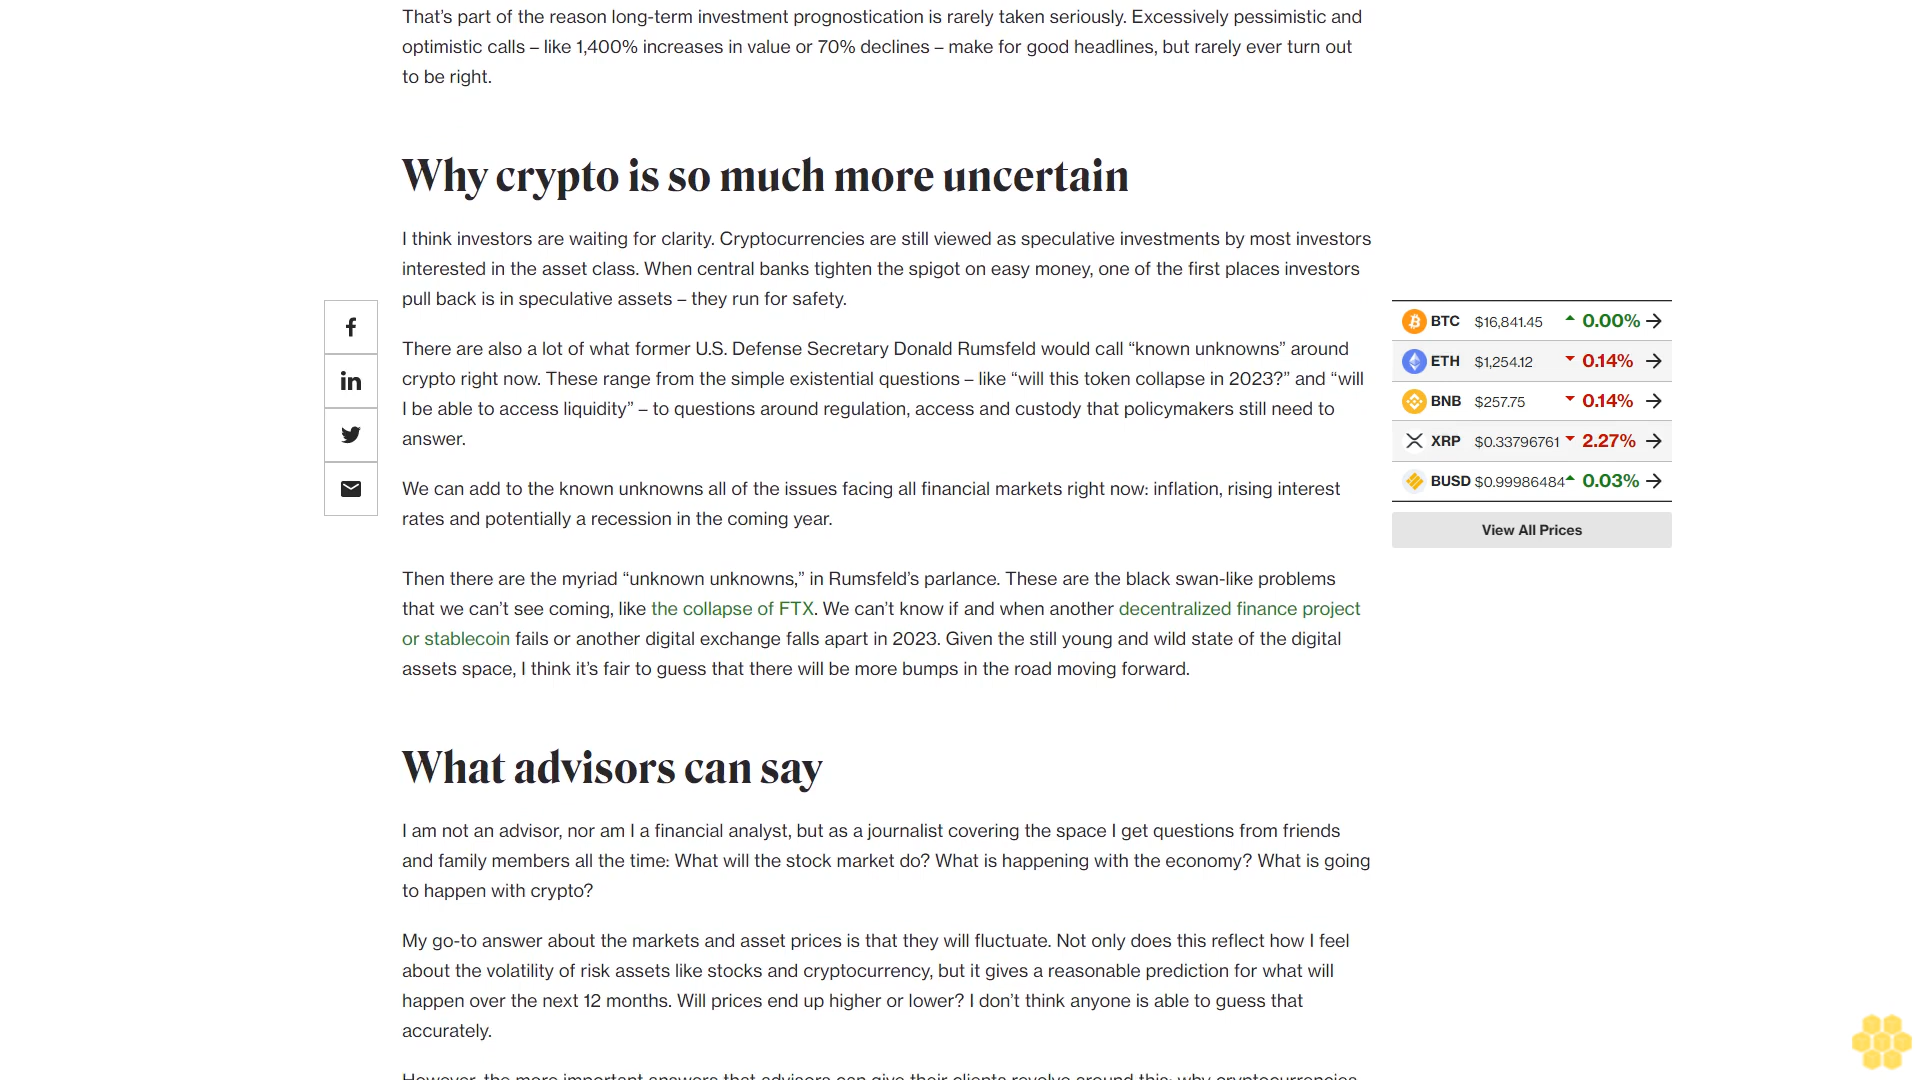 That’s part of the reason long-term investment prognostication is rarely taken seriously. Excessively pessimistic and
optimistic calls – like 1,400% increases in value or 70% declines – make for good headlines, but rarely ever turn out
to be right.
Why crypto is so much more uncertain
I think investors are waiting for clarity. Cryptocurrencies are still viewed as speculative investments by most investors
interested in the asset class. When central banks tighten the spigot on easy money, one of the first places investors
pull back is in speculative assets – they run for safety.
There are also a lot of what former U.S. Defense Secretary Donald Rumsfeld would call “known unknowns” around
crypto right now. These range from the simple existential questions – like “will this token collapse in 2023?” and “will
I be able to access liquidity” – to questions around regulation, access and custody that policymakers still need to
answer.
We can add to the known unknowns all of the issues facing all financial markets right now: inflation, rising interest
rates and potentially a recession in the coming year.
Then there are the myriad “unknown unknowns,” in Rumsfeld’s parlance. These are the black swan-like problems
that we can’t see coming, like the collapse of FTX. We can’t know if and when another decentralized finance project
or stablecoin fails or another digital exchange falls apart in 2023. Given the still young and wild state of the digital
assets space, I think it’s fair to guess that there will be more bumps in the road moving forward.
What advisors can say
I am not an advisor, nor am I a financial analyst, but as a journalist covering the space I get questions from friends
and family members all the time: What will the stock market do? What is happening with the economy? What is going
to happen with crypto?
My go-to answer about the markets and asset prices is that they will fluctuate. Not only does this reflect how I feel
about the volatility of risk assets like stocks and cryptocurrency, but it gives a reasonable prediction for what will
happen over the next 12 months. Will prices end up higher or lower? I don’t think anyone is able to guess that
accurately.
However, the more important answers that advisors can give their clients revolve around this: why cryptocurrencies
BTC $16,841.45 0.00%
ETH $1,254.12 0.14%
BNB $257.75 0.14%
XRP $0.33796761 2.27%
BUSD $0.99986484 0.03%
View All Prices